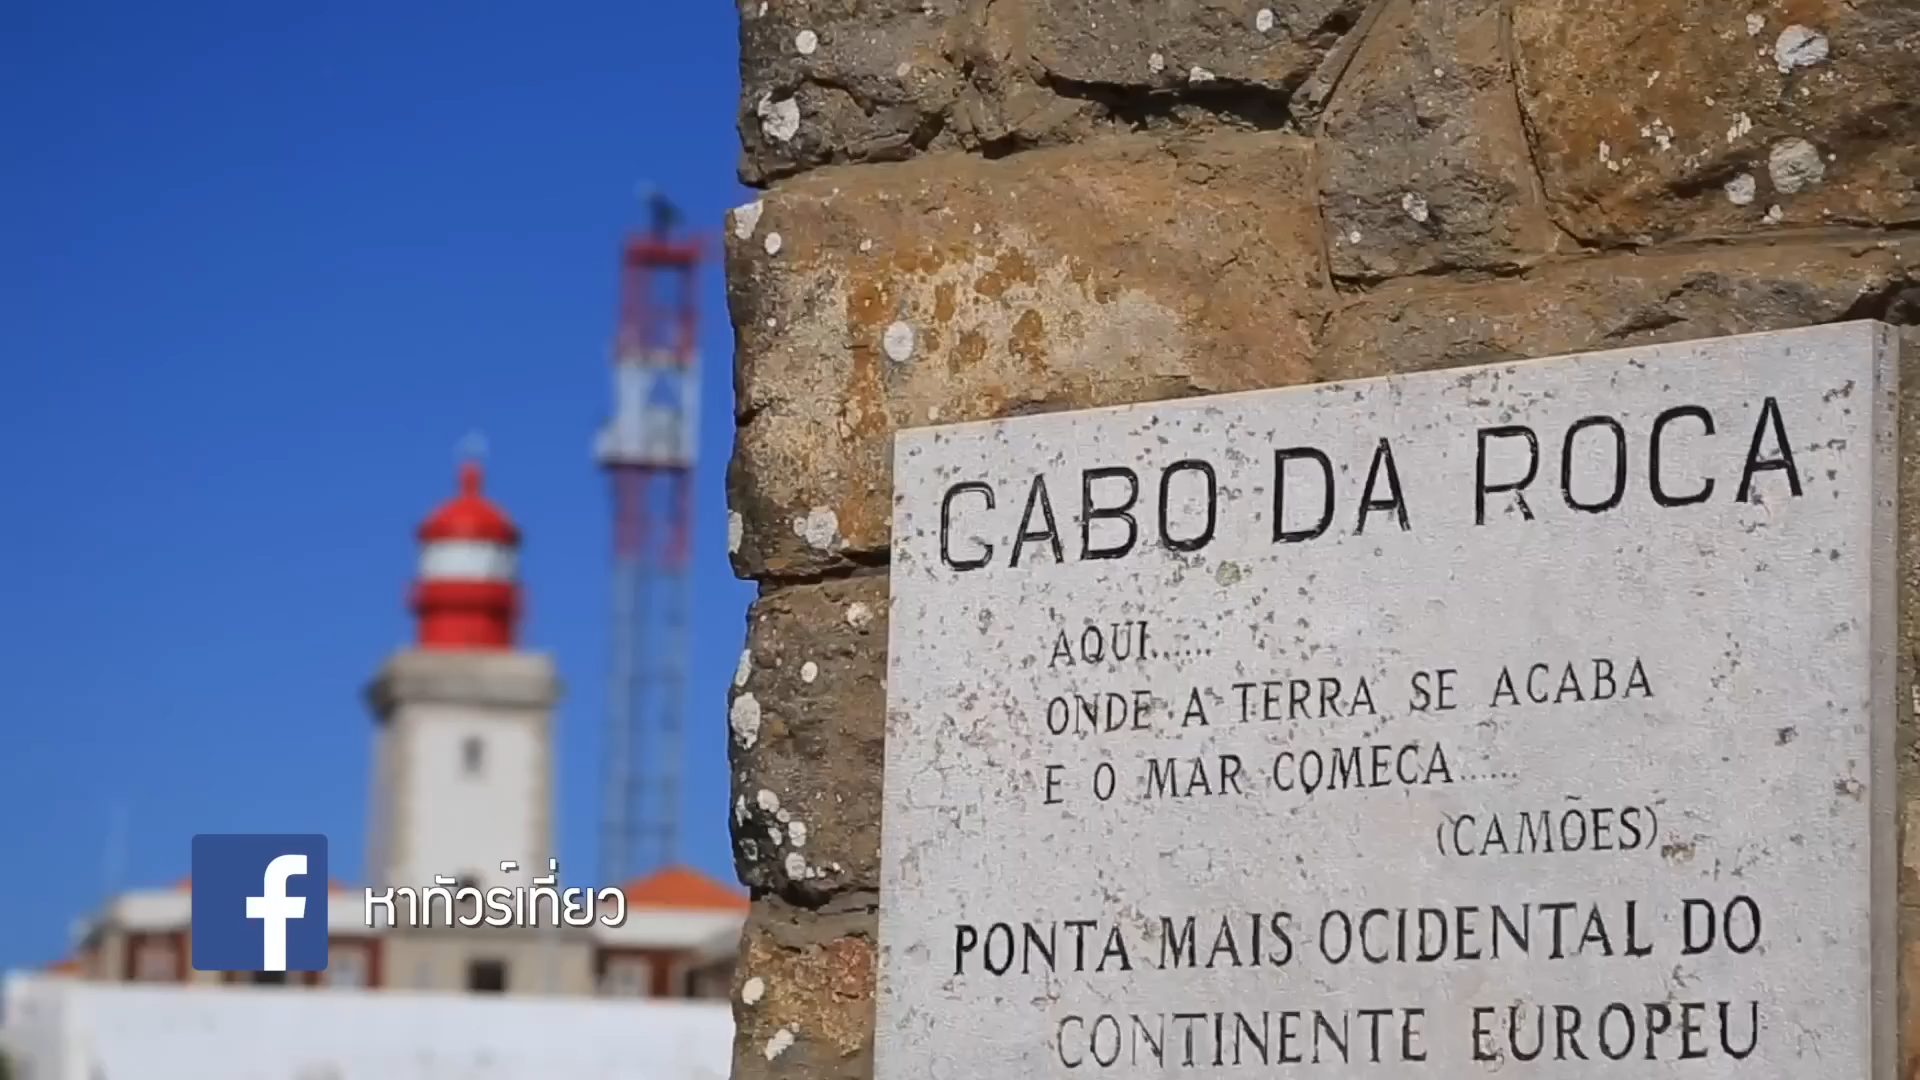 CABO DA ROCA
AQUI......
ONDE A TERRA SE ACABA
E O MAR COMEÇA......
(CAMÕES)
PONTA MAIS OCIDENTAL DO
CONTINENTE EUROPEU
f หาทัวร์เที่ยว